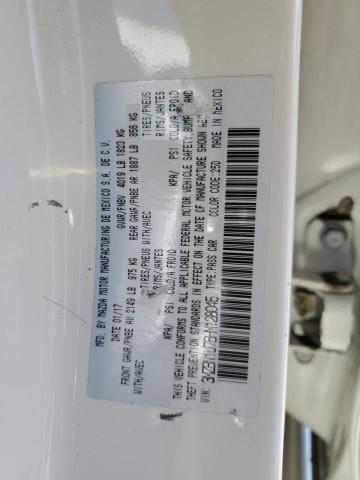 MFD. BY MAZDA MOTOR MANUFACTURING DE MEXICO S.A. DE C.V.
DATE 01/17 GVWR/PNBV 4019 LB 1823 KG
FRONT GAWR/PNBE AV 2149 LB 975 KG REAR GAWR/PNBE AR 1887 LB 856 KG
WITH/AVEC TIRES/PNEUS WITH/AVEC TIRES/PNEUS
RIMS/JANTES RIMS/JANTES
KPA/ PSI COLD/A FROID KPA/ PSI COLD/A FROID
THIS VEHICLE CONFORMS TO ALL APPLICABLE FEDERAL MOTOR VEHICLE SAFETY, AND
THEFT PREVENTION STANDARDS IN EFFECT ON THE DATE OF MANUFACTURE SHOWN
VIN: TYPE:PASS CAR COLOR CODE:25D MADE IN MEXICO